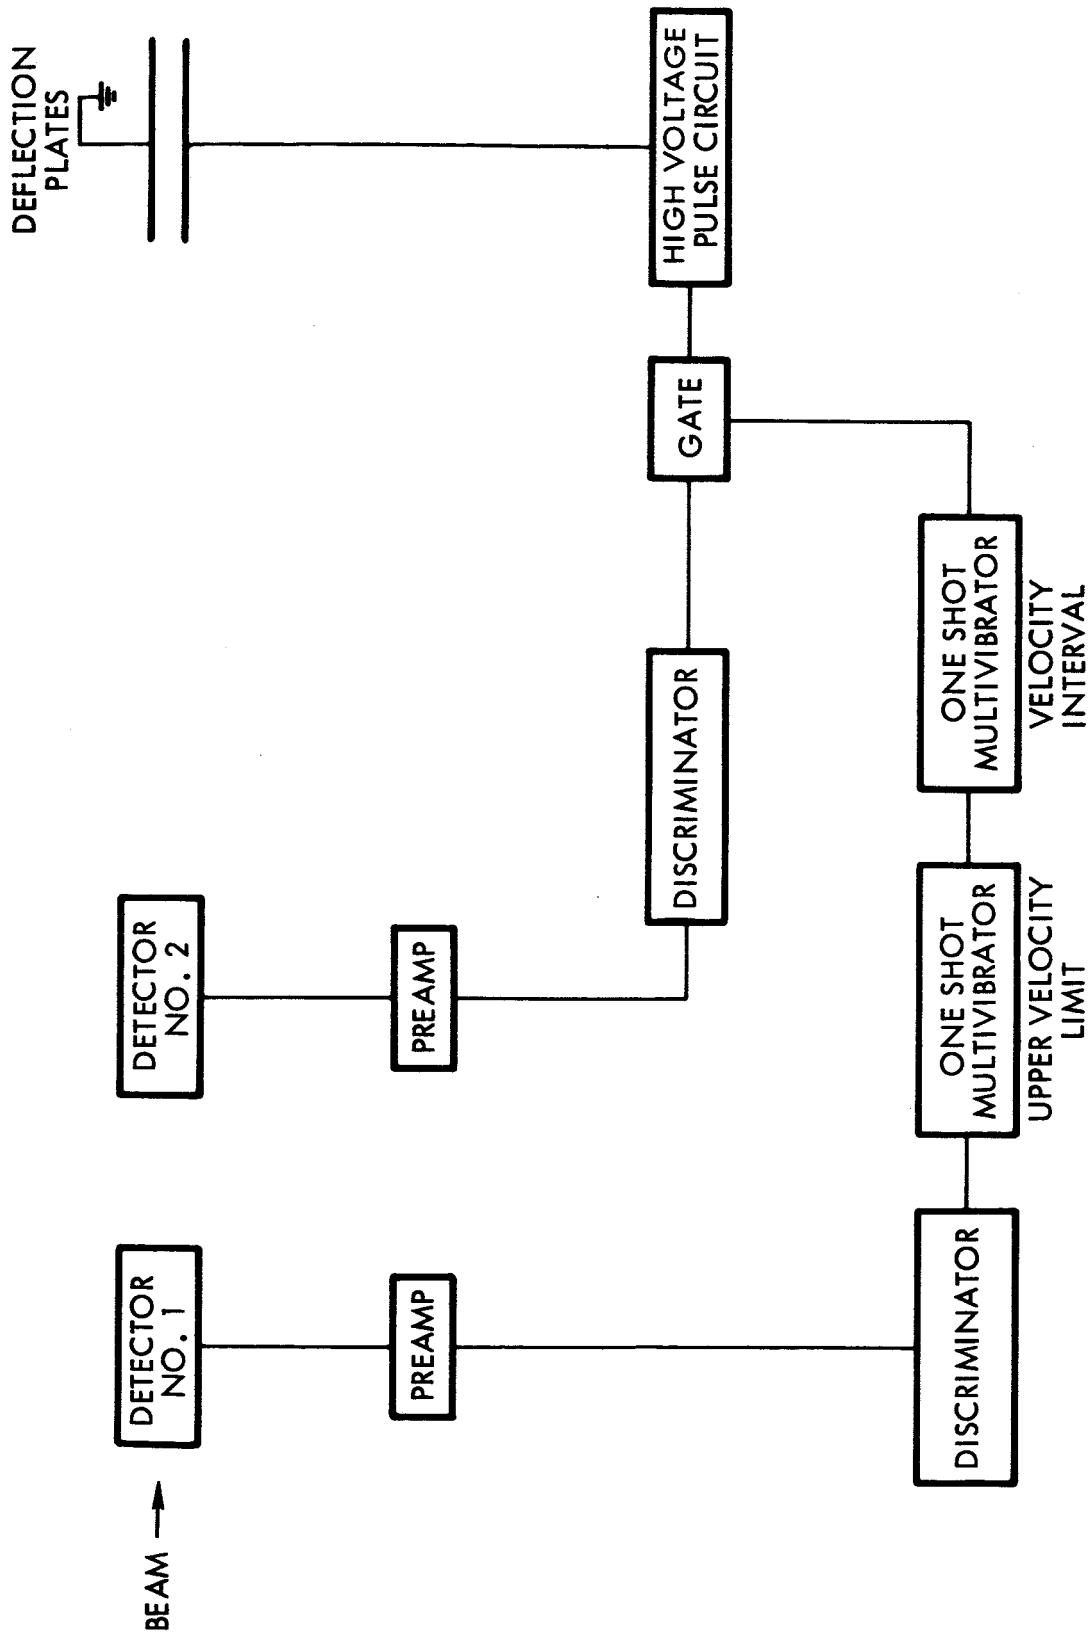 BEAM
DETECTOR
NO. 1
DETECTOR
NO. 2
DEFLECTION
PLATES
PREAMP
PREAMP
DISCRIMINATOR
GATE
HIGH VOLTAGE
PULSE CIRCUIT
DISCRIMINATOR
ONE SHOT
MULTIVIBRATOR
UPPER VELOCITY
LIMIT
ONE SHOT
MULTIVIBRATOR
VELOCITY
INTERVAL